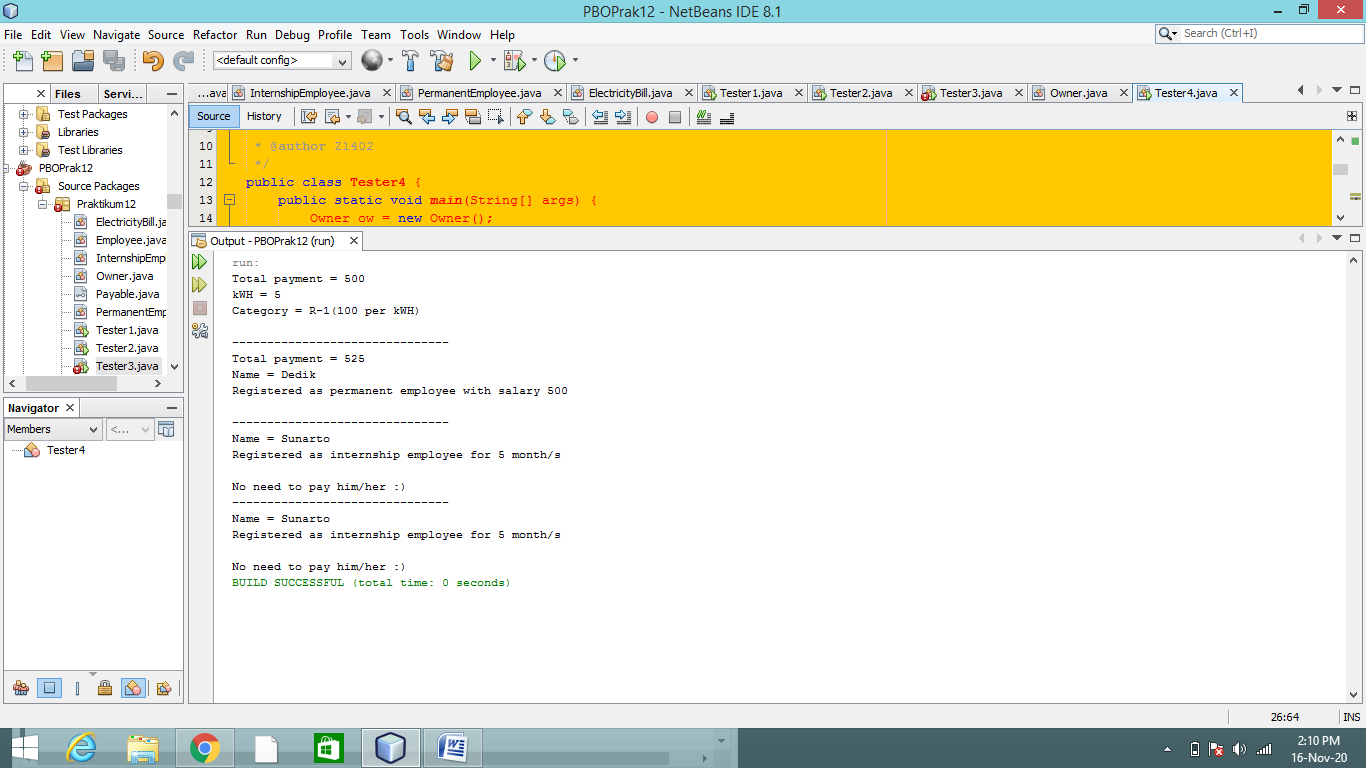 PBOPrak12 - NetBeans IDE 8.1
File Edit View Navigate Source Refactor Run Debug Profile Team Tools Window Help
Search (Ctrl+I)
<default config>
Files Servi...
...ava InternshipEmployee.java PermanentEmployee.java ElectricityBill.java Tester1.java Tester2.java Tester3.java Owner.java Tester4.java
Test Packages
Libraries
Test Libraries
PBOPrak12
Source Packages
Praktikum12
ElectricityBill.ja
Employee.java
InternshipEmpl
Owner.java
Payable.java
PermanentEmp
Tester1.java
Tester2.java
Tester3.java
Source History
10 * @author Z1402
11 */
12 public class Tester4 {
13 public static void main(String[] args) {
14 Owner ow = new Owner();
Output - PBOPrak12 (run)
run:
Total payment = 500
kWH = 5
Category = R-1(100 per kWH)
-------------------------------
Total payment = 525
Name = Dedik
Registered as permanent employee with salary 500
-------------------------------
Name = Sunarto
Registered as internship employee for 5 month/s
No need to pay him/her :)
-------------------------------
Name = Sunarto
Registered as internship employee for 5 month/s
No need to pay him/her :)
BUILD SUCCESSFUL (total time: 0 seconds)
Navigator
Members <...
Tester4
26:64 INS
2:10 PM
16-Nov-20